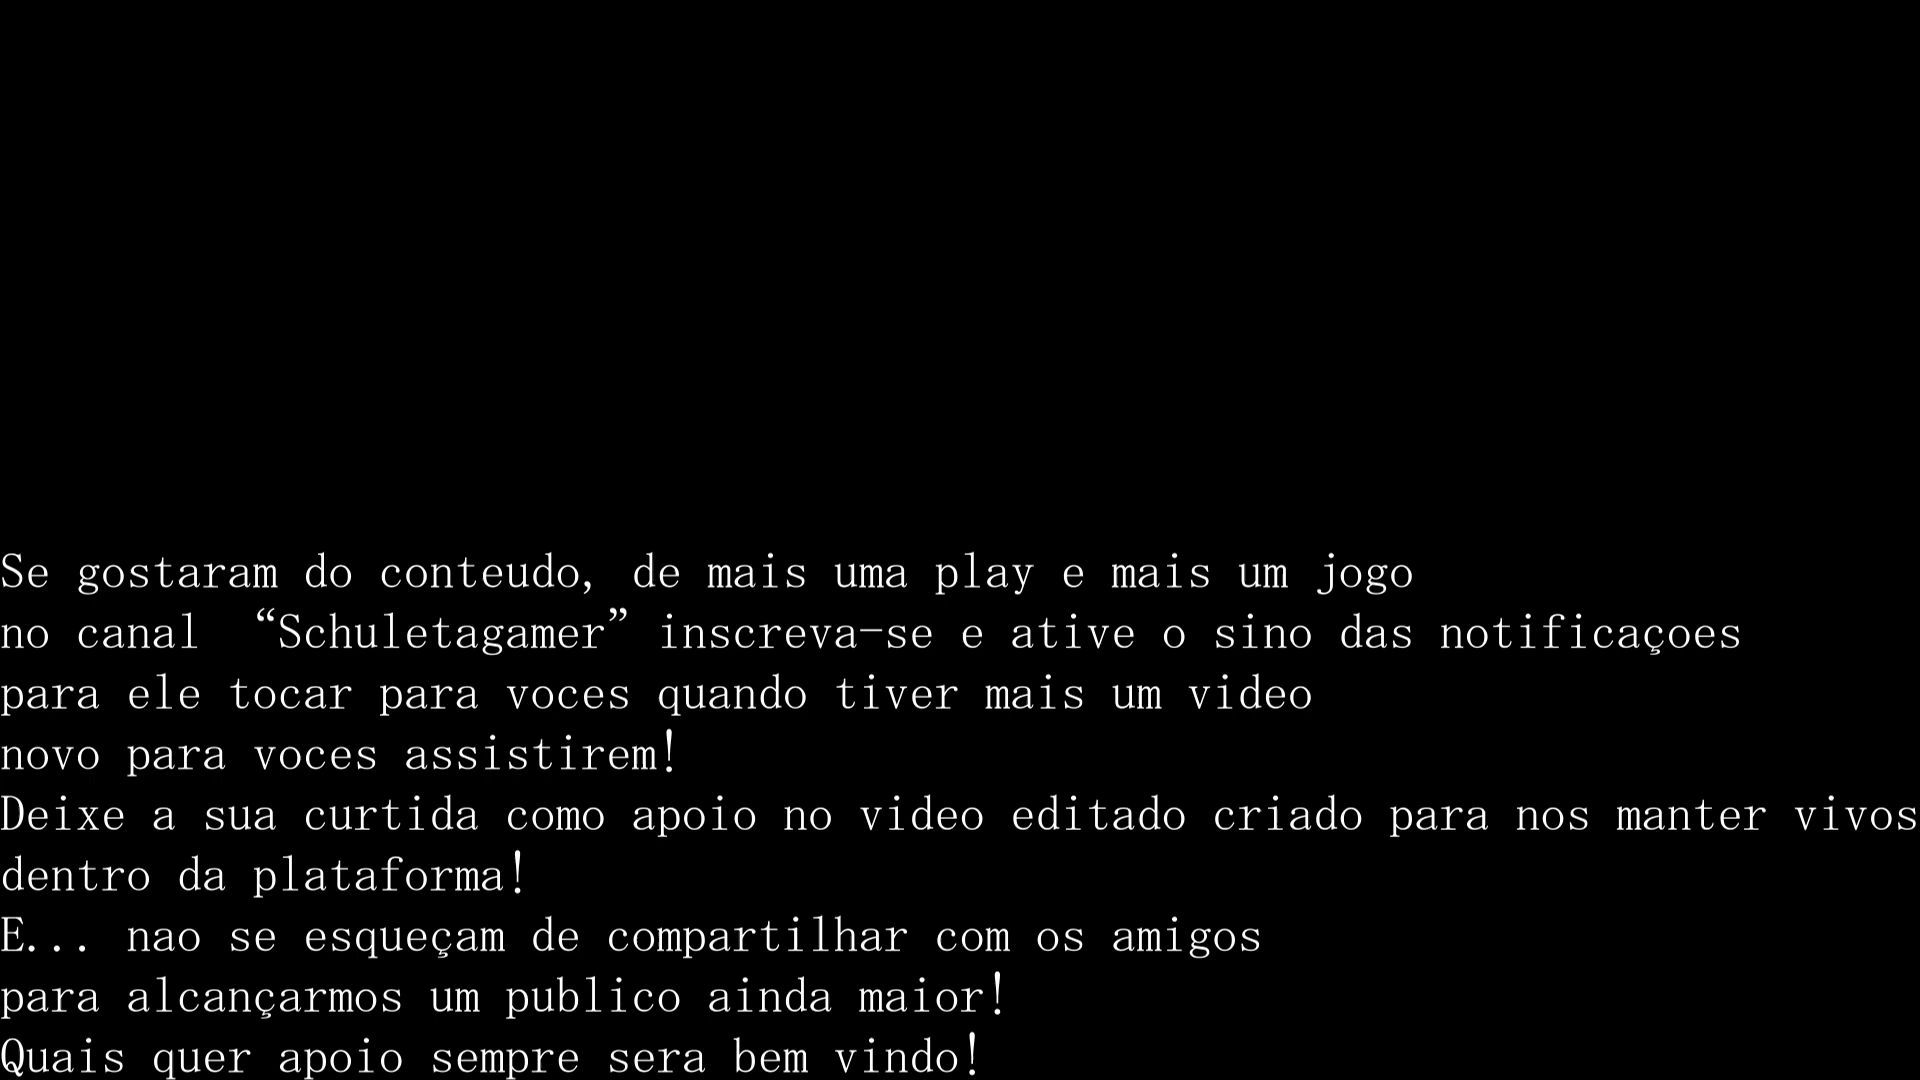 Se gostaram do conteudo, de mais uma play e mais um jogo
no canal “Schuletagamer” inscreva-se e ative o sino das notificaçoes
para ele tocar para voces quando tiver mais um video
novo para voces assistirem!
Deixe a sua curtida como apoio no video editado criado para nos manter vivos
dentro da plataforma!
E... nao se esqueçam de compartilhar com os amigos
para alcançarmos um publico ainda maior!
Quais quer apoio sempre sera bem vindo!